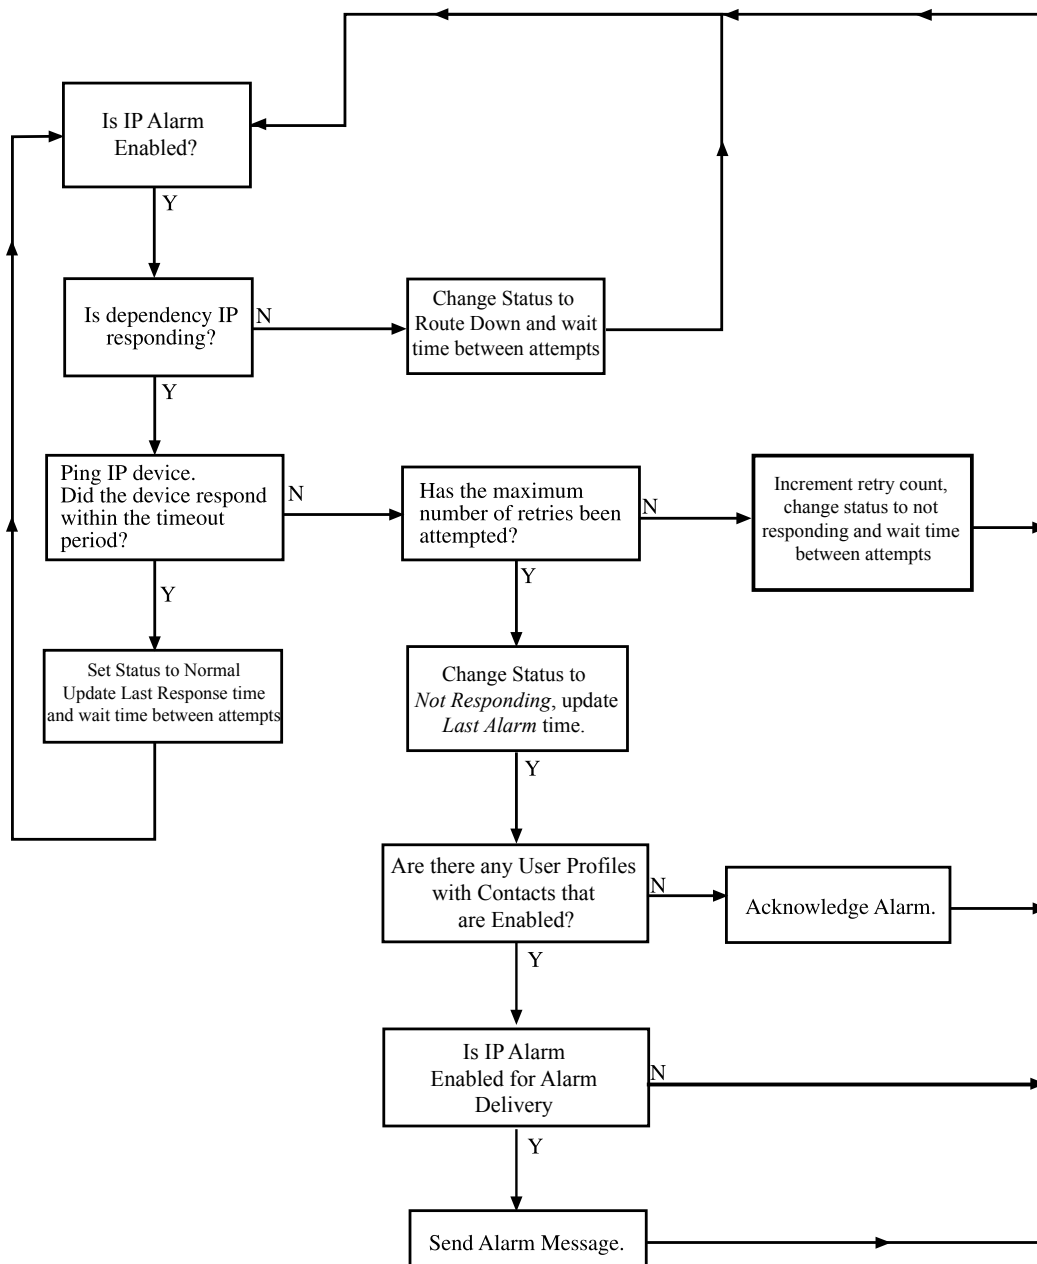 Is IP Alarm
Enabled?
Y
Is dependency IP
responding?
N
Change Status to
Route Down and wait
time between attempts
Y
Ping IP device.
Did the device respond
within the timeout
period?
N
Has the maximum
number of retries been
attempted?
N
Increment retry count,
change status to not
responding and wait time
between attempts
Y
Y
Set Status to Normal
Update Last Response time
and wait time between attempts
Change Status to
Not Responding, update
Last Alarm time.
Y
Are there any User Profiles
with Contacts that
are Enabled?
N
Acknowledge Alarm.
Y
Is IP Alarm
Enabled for Alarm
Delivery
N
Y
Send Alarm Message.